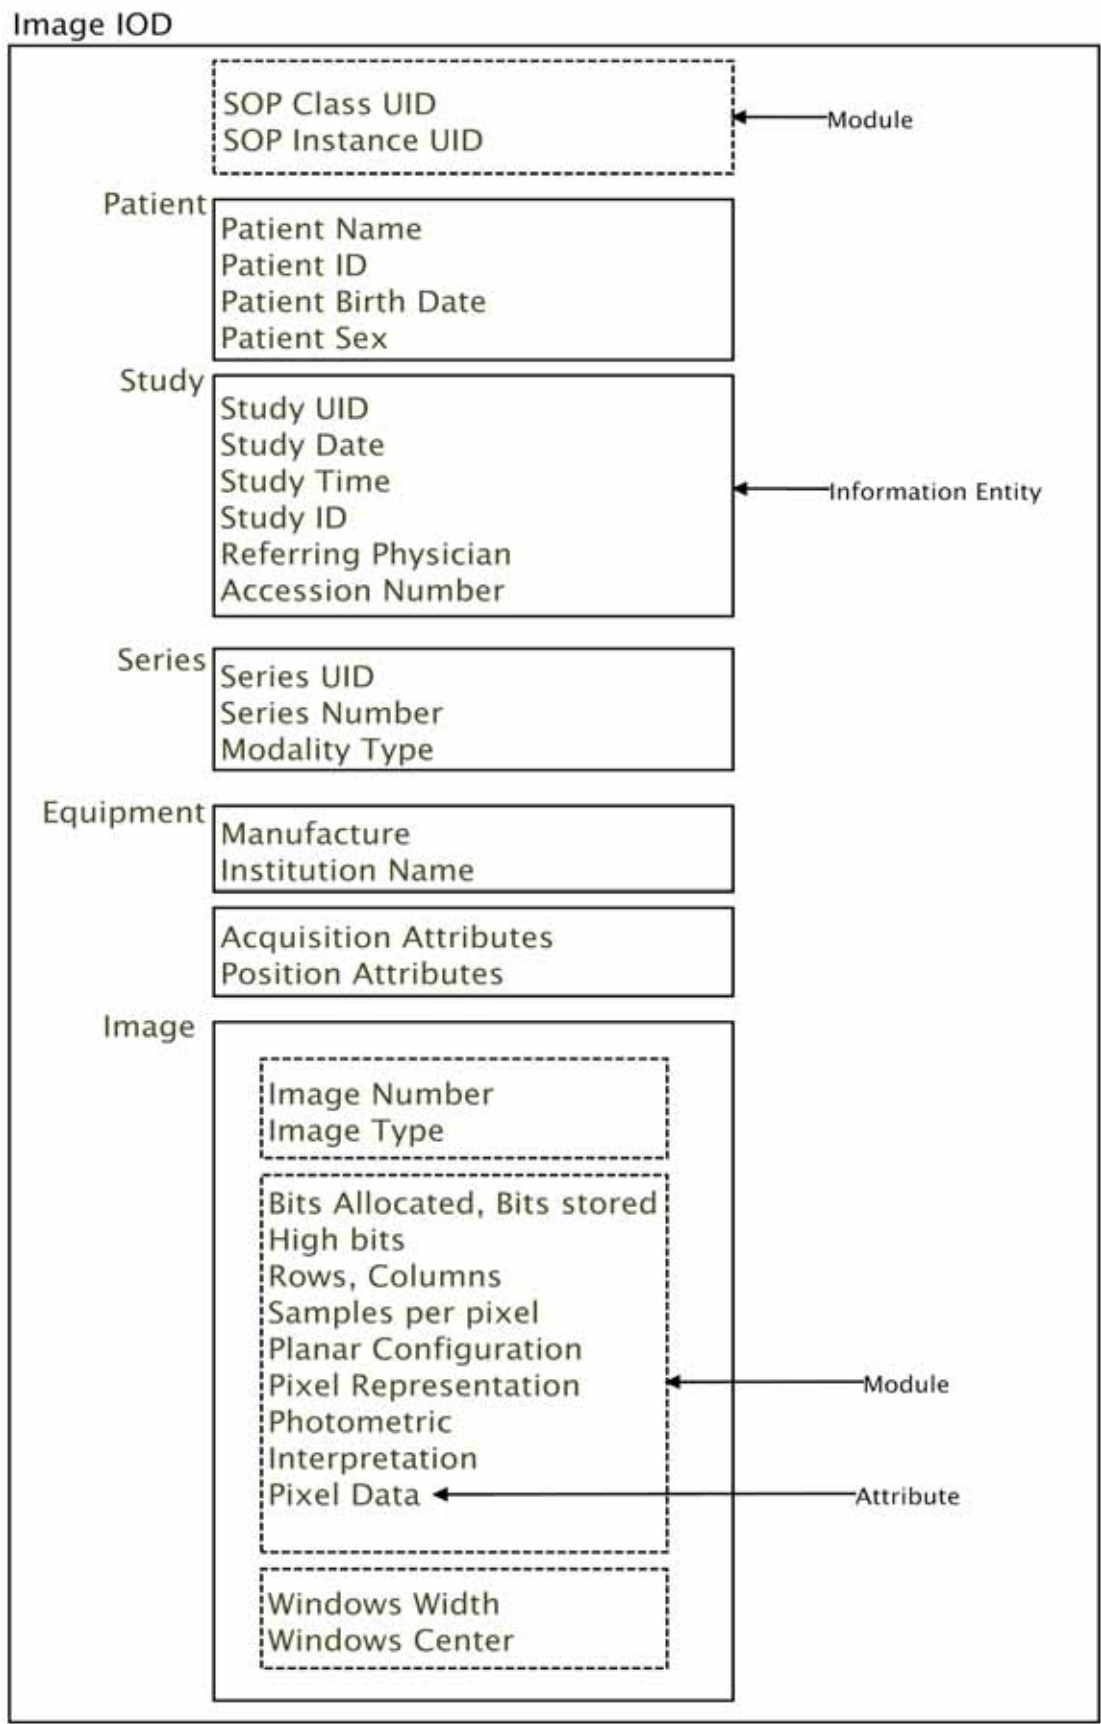 Image IOD
SOP Class UID
SOP Instance UID
Module
Patient
Patient Name
Patient ID
Patient Birth Date
Patient Sex
Study
Study UID
Study Date
Study Time
Study ID
Referring Physician
Accession Number
Information Entity
Series
Series UID
Series Number
Modality Type
Equipment
Manufacture
Institution Name
Acquisition Attributes
Position Attributes
Image
Image Number
Image Type
Bits Allocated, Bits stored
High bits
Rows, Columns
Samples per pixel
Planar Configuration
Pixel Representation
Module
Photometric
Interpretation
Pixel Data
Attribute
Windows Width
Windows Center